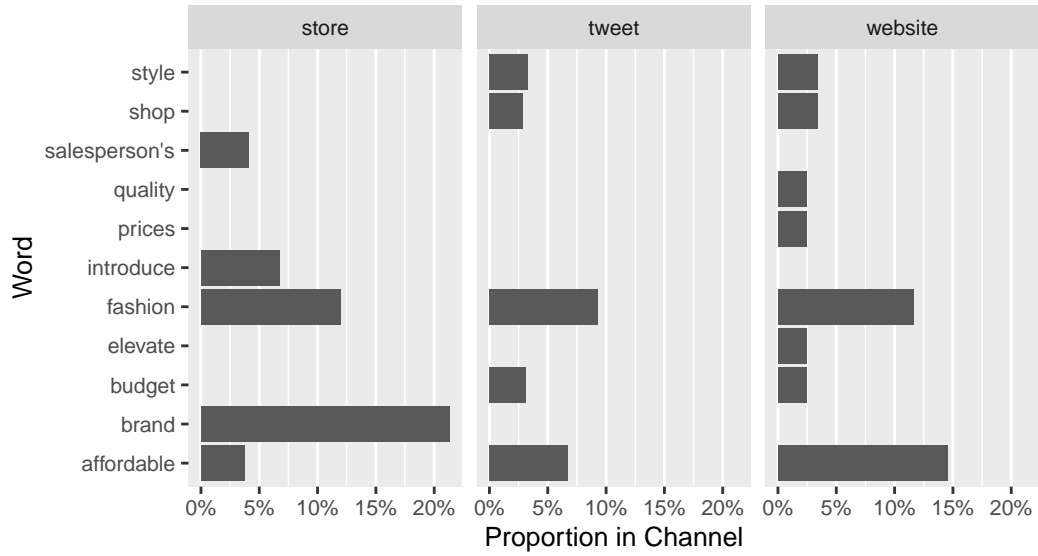 store tweet website
style
shop
salesperson's
quality
prices
introduce
fashion
elevate
budget
brand
affordable
Word
0% 5% 10% 15% 20% 0% 5% 10% 15% 20% 0% 5% 10% 15% 20%
Proportion in Channel